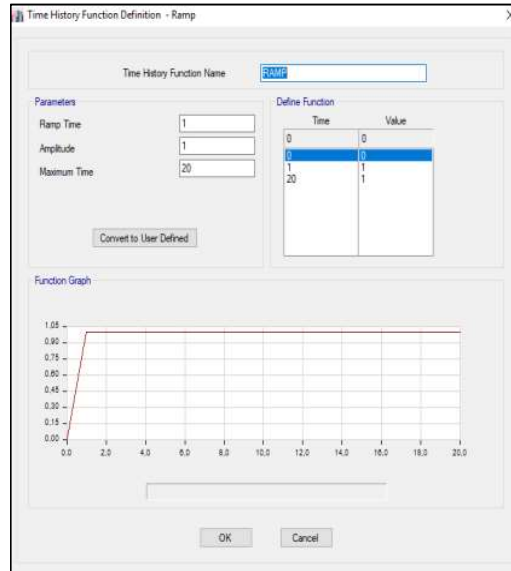 Time History Function Definition - Ramp
Time History Function Name
RAMP
Parameters
Ramp Time 1
Amplitude 1
Maximum Time 20
Convert to User Defined
Define Function
Time Value
0 0
0 0
1 1
20 1
Function Graph
1.05
0.90
0.75
0.60
0.45
0.30
0.15
0.00
0,0 2,0 4,0 6,0 8,0 10,0 12,0 14,0 16,0 18,0 20,0
OK Cancel